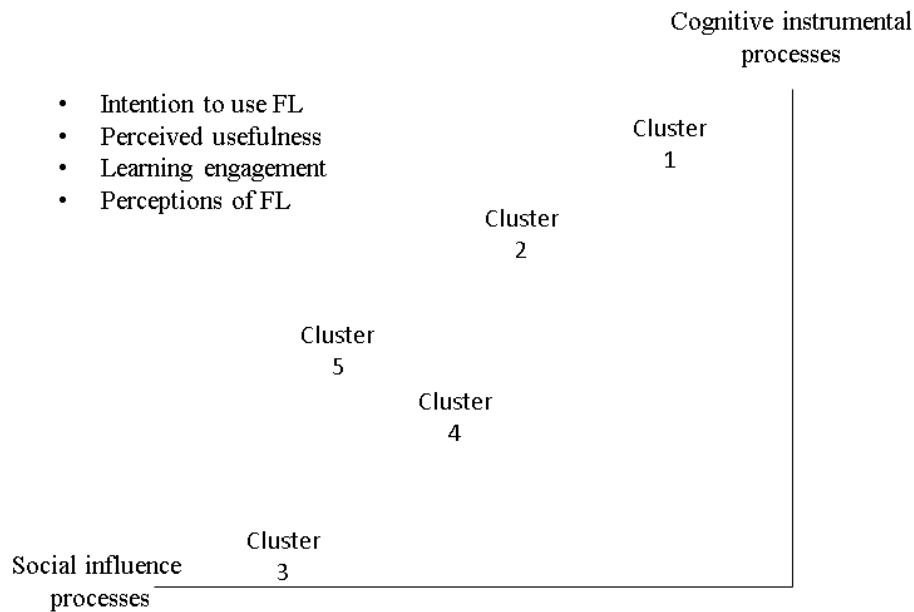 Cognitive instrumental
processes
• Intention to use FL
• Perceived usefulness
• Learning engagement
• Perceptions of FL
Cluster
1
Cluster
2
Cluster
5
Cluster
4
Cluster
3
Social influence
processes